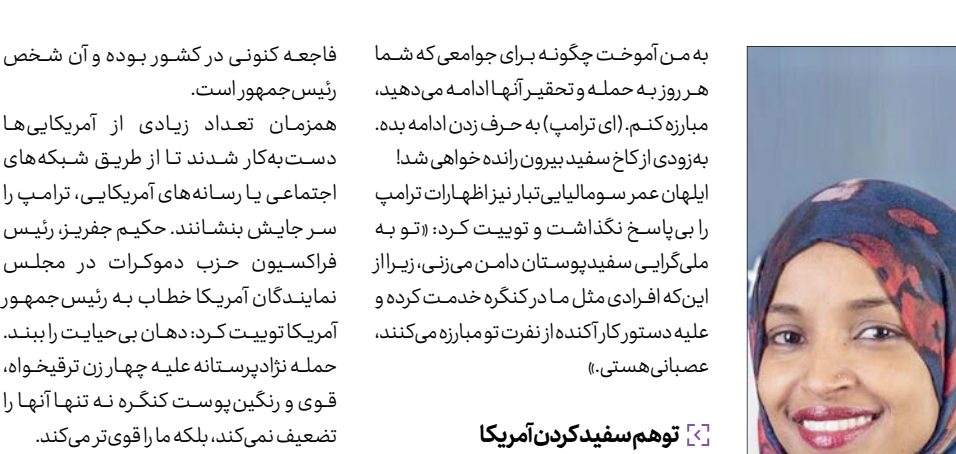 به من آموخت چگونه برای جوامعی که شما
هر روز به حمله و تحقیر آنها ادامه می‌دهید،
مبارزه کنم. (ای ترامپ) به حرف زدن ادامه بده.
به‌زودی از کاخ سفید بیرون رانده خواهی شد!
ایلهان عمر سومالیایی‌تبار نیز اظهارات ترامپ
را بی‌پاسخ نگذاشت و توییت کرد: «تو به
ملی‌گرایی سفیدپوستان دامن می‌زنی، زیرا از
این‌که افرادی مثل ما در کنگره خدمت کرده و
علیه دستور کار آکنده از نفرت تو مبارزه می‌کنند،
عصبانی هستی.»
توهم سفید کردن آمریکا
فاجعه کنونی در کشور بوده و آن شخص
رئیس‌جمهور است.
همزمان تعداد زیادی از آمریکایی‌ها
دست‌به‌کار شدند تا از طریق شبکه‌های
اجتماعی یا رسانه‌های آمریکایی، ترامپ را
سر جایش بنشانند. حکیم جفریز، رئیس
فراکسیون حزب دموکرات در مجلس
نمایندگان آمریکا خطاب به رئیس‌جمهور
آمریکا توییت کرد: دهان بی‌حیایت را ببند.
حمله نژادپرستانه علیه چهار زن ترقیخواه،
قوی و رنگین‌پوست کنگره نه تنها آنها را
تضعیف نمی‌کند، بلکه ما را قوی‌تر می‌کند.